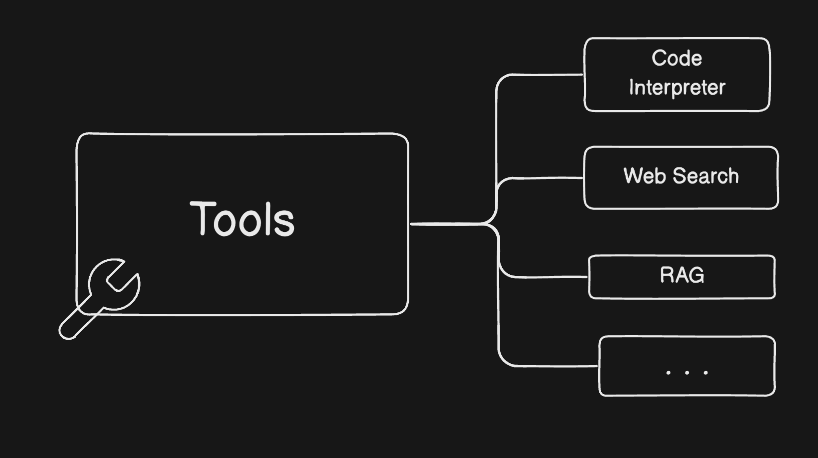 Tools
Code
Interpreter
Web Search
RAG
. . .